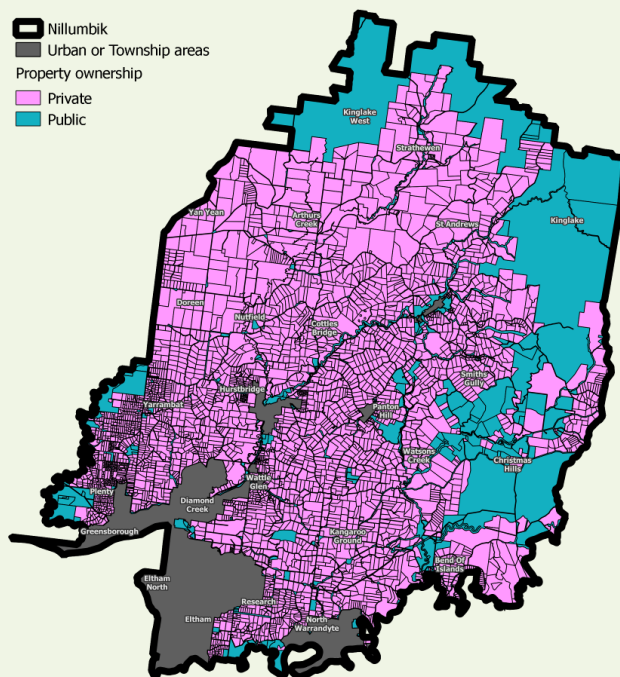 Nillumbik
Urban or Township areas
Property ownership
Private
Public
Kinglake
West
Strathewen
Yan Yean
Arthurs
Creek
St Andrews
Kinglake
Doreen
Nutfield
Cottles
Bridge
Smiths
Gully
Hurstbridge
Yarrambat
Panton
Hill
Watsons
Creek
Christmas
Hills
Wattle
Glen
Plenty
Diamond
Creek
Greensborough
Kangaroo
Ground
Bend Of
Islands
Eltham
North
Research
Eltham
North
Warrandyte